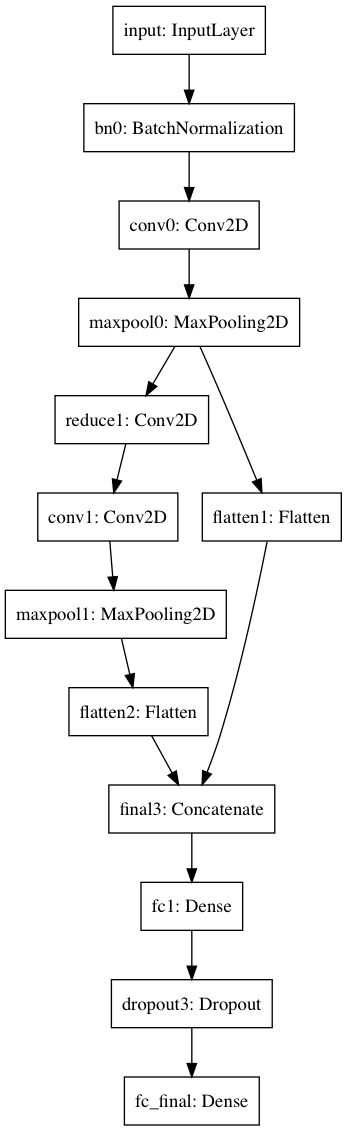 input: InputLayer
bn0: BatchNormalization
conv0: Conv2D
maxpool0: MaxPooling2D
reduce1: Conv2D
conv1: Conv2D
flatten1: Flatten
maxpool1: MaxPooling2D
flatten2: Flatten
final3: Concatenate
fc1: Dense
dropout3: Dropout
fc_final: Dense